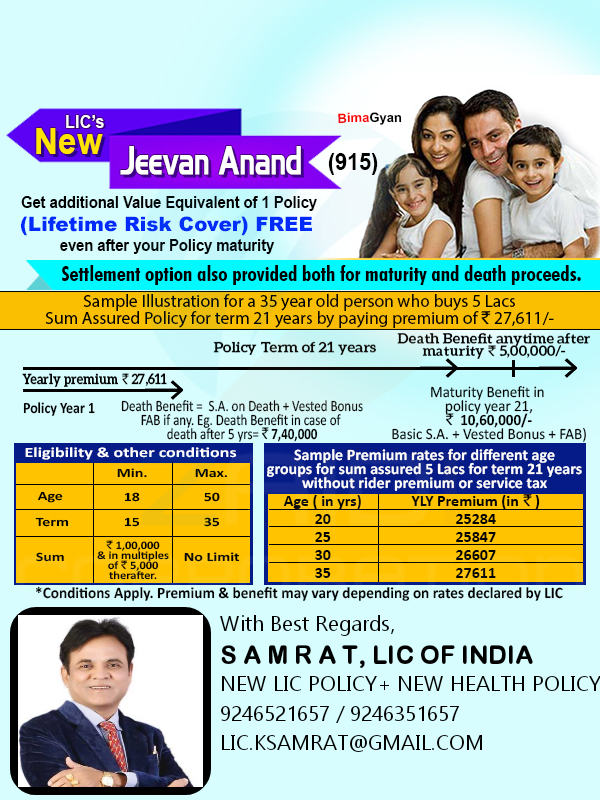 LIC's
New
Jeevan Anand (915)
BimaGyan
Get additional Value Equivalent of 1 Policy
(Lifetime Risk Cover) FREE
even after your Policy maturity
Settlement option also provided both for maturity and death proceeds.
Sample Illustration for a 35 year old person who buys 5 Lacs
Sum Assured Policy for term 21 years by paying premium of ₹ 27,611/-
Policy Term of 21 years
Death Benefit anytime after
maturity ₹ 5,00,000/-
Yearly premium ₹ 27,611
Policy Year 1
Death Benefit = S.A. on Death + Vested Bonus
FAB if any. Eg. Death Benefit in case of
death after 5 yrs= ₹ 7,40,000
Maturity Benefit in
policy year 21,
₹ 10,60,000/-
Basic S.A. + Vested Bonus + FAB)
Eligibility & other conditions
Min. Max.
Age 18 50
Term 15 35
Sum ₹ 1,00,000 & in multiples of ₹ 5,000 therafter. No Limit
Sample Premium rates for different age
groups for sum assured 5 Lacs for term 21 years
without rider premium or service tax
Age ( in yrs) YLY Premium (in ₹ )
20 25284
25 25847
30 26607
35 27611
*Conditions Apply. Premium & benefit may vary depending on rates declared by LIC
With Best Regards,
S A M R A T, LIC OF INDIA
NEW LIC POLICY+ NEW HEALTH POLICY
9246521657 / 9246351657
LIC.KSAMRAT@GMAIL.COM